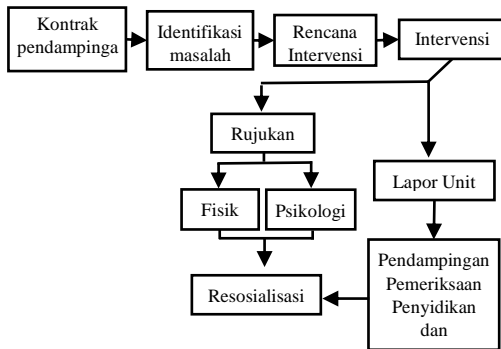 Kontrak
pendampinga
Identifikasi
masalah
Rencana
Intervensi
Intervensi
Rujukan
Lapor Unit
Fisik
Psikologi
Pendampingan
Pemeriksaan
Penyidikan
dan
Resosialisasi